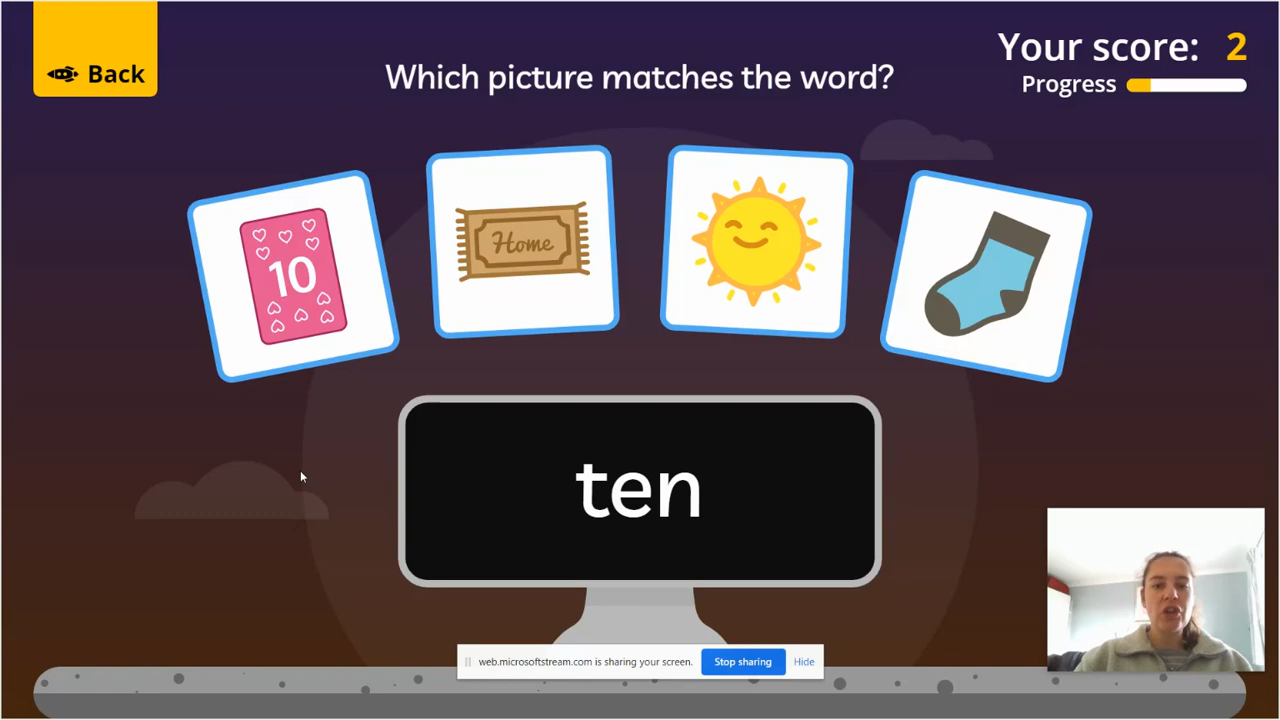 Back
Which picture matches the word?
Your score: 2
Progress
10
Home
ten
web.microsoftstream.com is sharing your screen. Stop sharing Hide